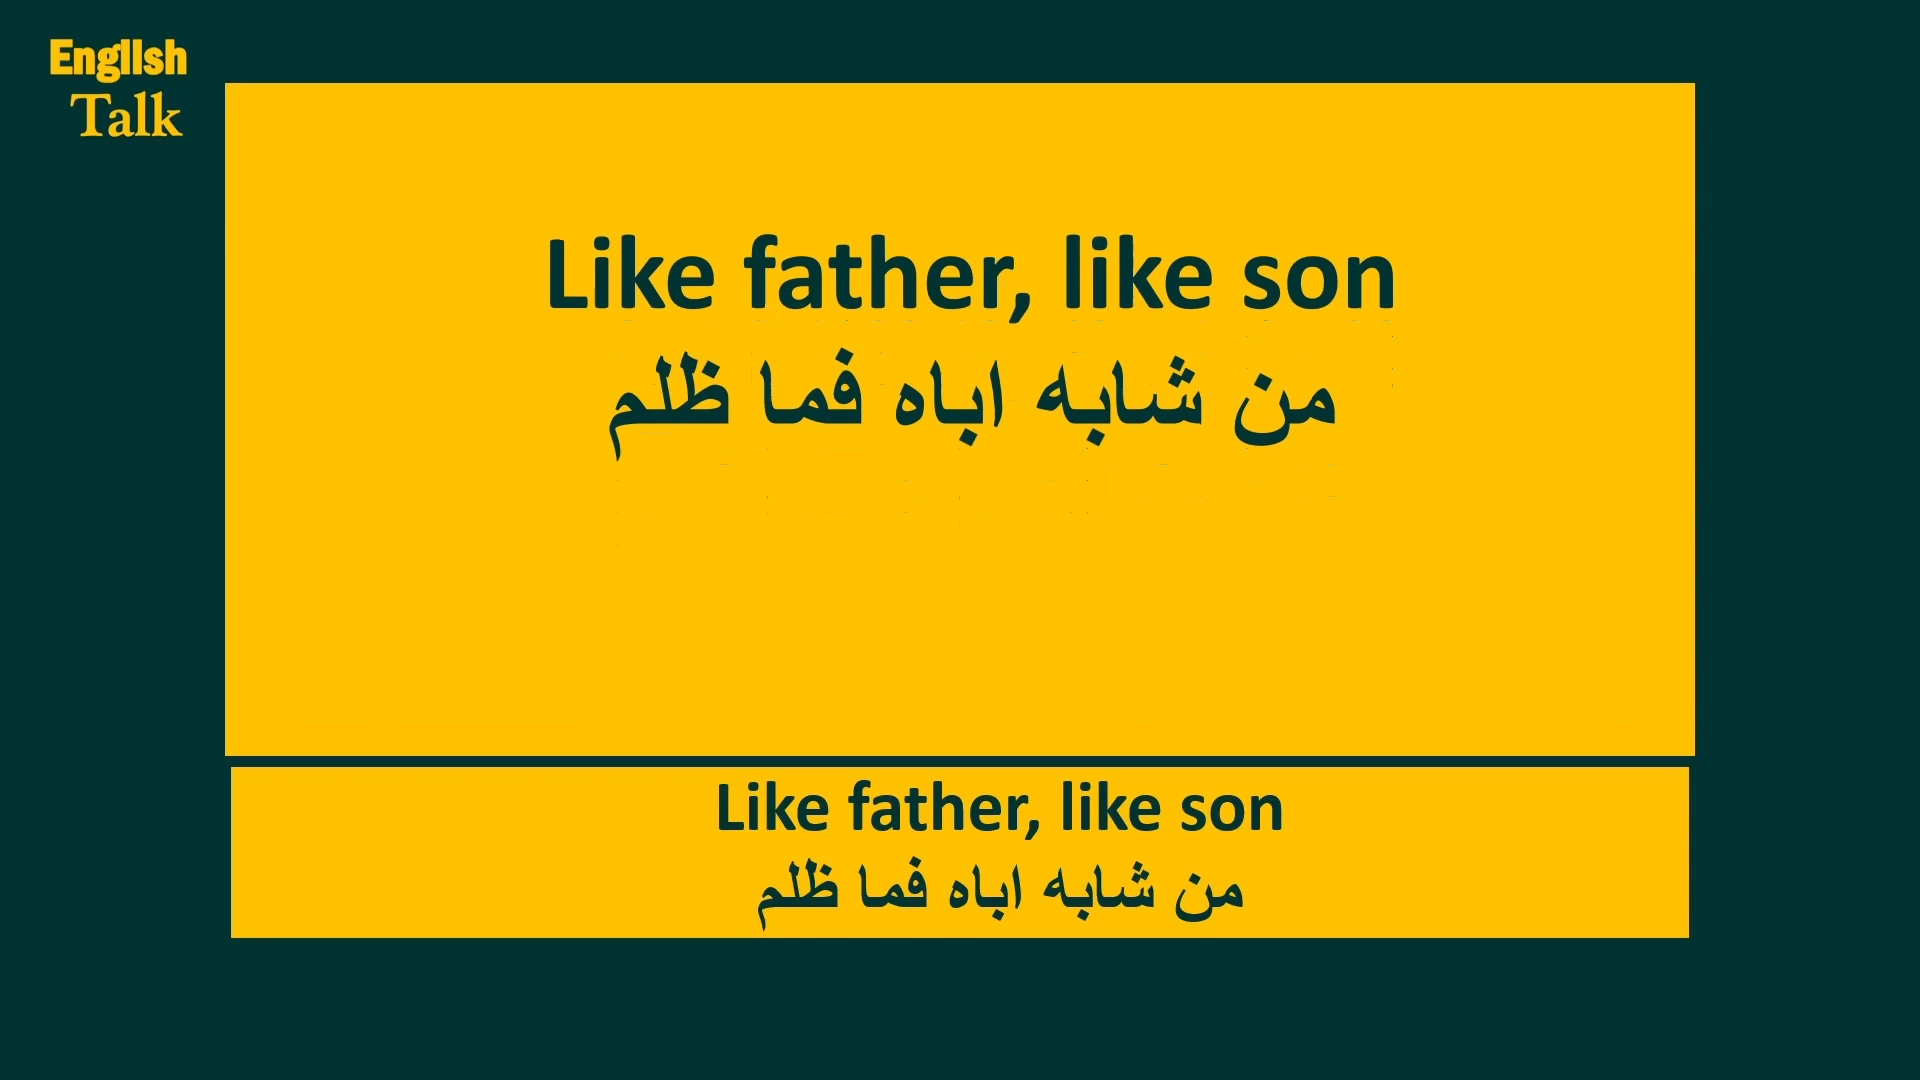 English
Talk
Like father, like son
من شابه اباه فما ظلم
Like father, like son
من شابه اباه فما ظلم